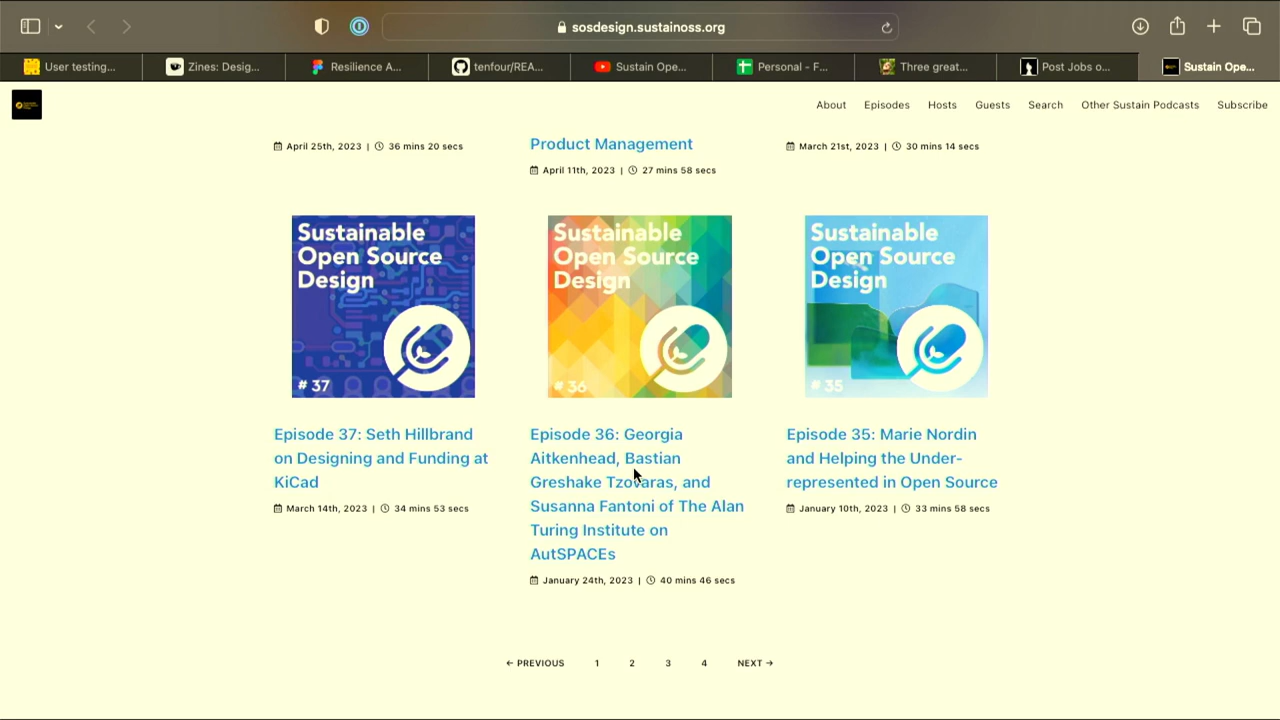 sosdesign.sustainoss.org
User testing...
Zines: Desig...
Resilience A...
tenfour/REA...
Sustain Ope...
Personal - F...
Three great...
Post Jobs o...
Sustain Ope...
About
Episodes
Hosts
Guests
Search
Other Sustain Podcasts
Subscribe
April 25th, 2023 | 36 mins 20 secs
Product Management
April 11th, 2023 | 27 mins 58 secs
March 21st, 2023 | 30 mins 14 secs
Sustainable
Open Source
Design
# 37
Episode 37: Seth Hillbrand
on Designing and Funding at
KiCad
March 14th, 2023 | 34 mins 53 secs
Sustainable
Open Source
Design
# 36
Episode 36: Georgia
Aitkenhead, Bastian
Greshake Tzovaras, and
Susanna Fantoni of The Alan
Turing Institute on
AutSPACEs
January 24th, 2023 | 40 mins 46 secs
Sustainable
Open Source
Design
# 35
Episode 35: Marie Nordin
and Helping the Under-
represented in Open Source
January 10th, 2023 | 33 mins 58 secs
← PREVIOUS 1 2 3 4 NEXT →